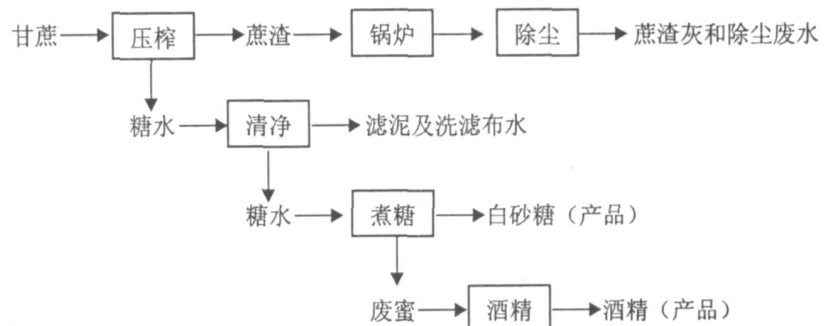 甘蔗 压榨 蔗渣 锅炉 除尘 蔗渣灰和除尘废水
糖水 清净 滤泥及洗滤布水
糖水 煮糖 白砂糖（产品）
废蜜 酒精 酒精（产品）